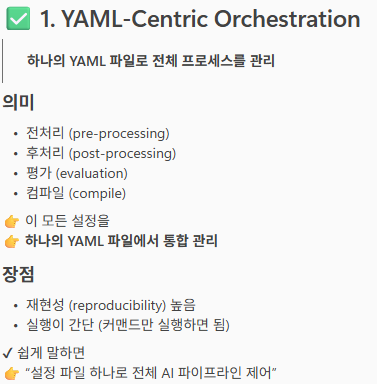 ✅ 1. YAML-Centric Orchestration
하나의 YAML 파일로 전체 프로세스를 관리
의미
• 전처리 (pre-processing)
• 후처리 (post-processing)
• 평가 (evaluation)
• 컴파일 (compile)
👉 이 모든 설정을
👉 하나의 YAML 파일에서 통합 관리
장점
• 재현성 (reproducibility) 높음
• 실행이 간단 (커맨드만 실행하면 됨)
✔ 쉽게 말하면
👉 “설정 파일 하나로 전체 AI 파이프라인 제어”